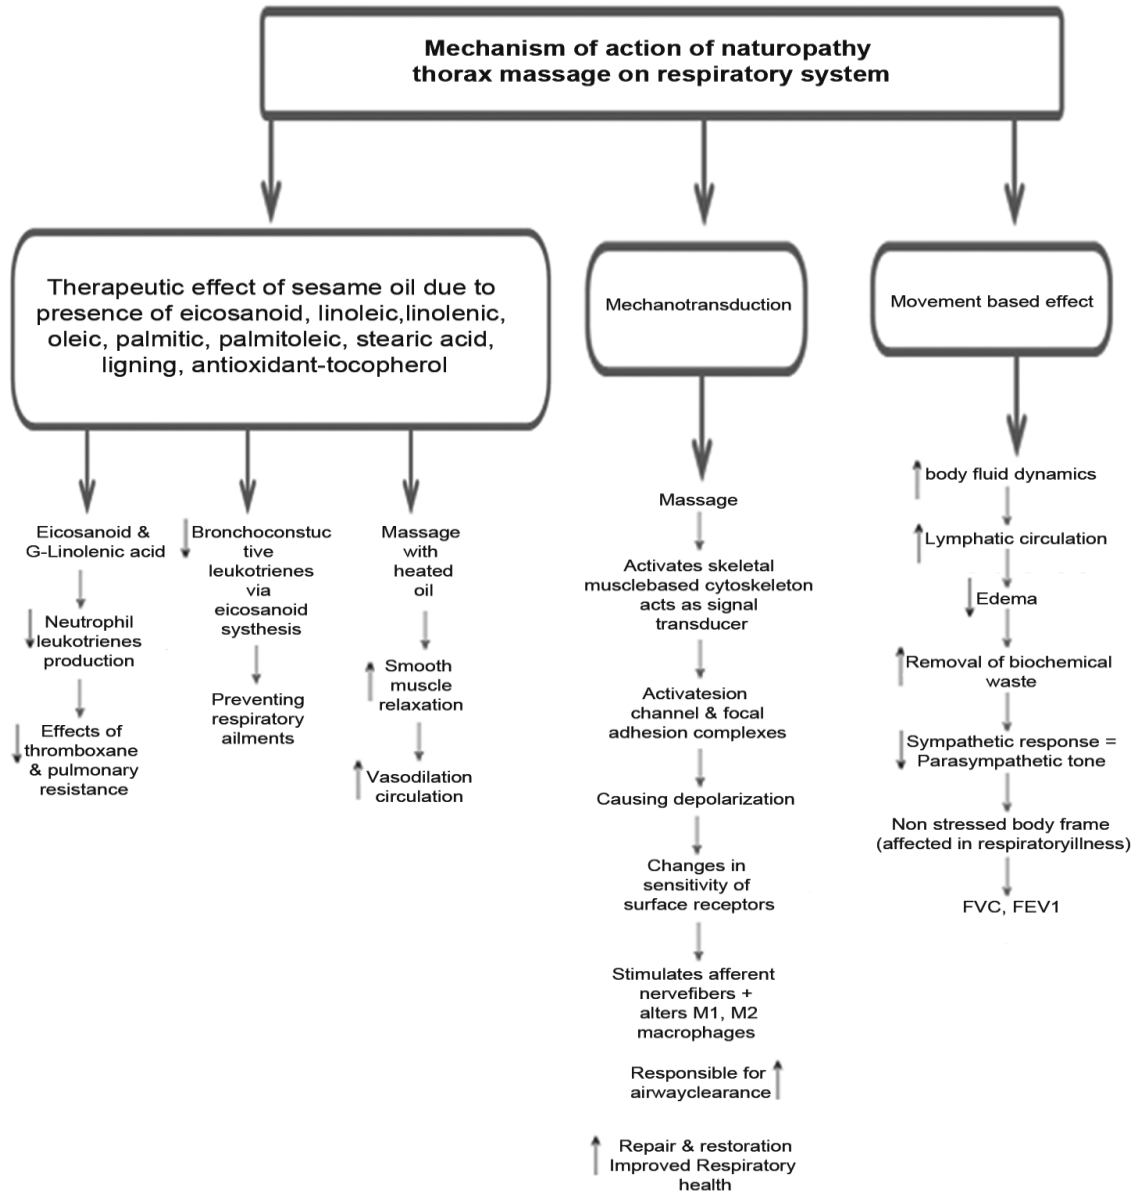 Mechanism of action of naturopathy
thorax massage on respiratory system
Therapeutic effect of sesame oil due to
presence of eicosanoid, linoleic,linolenic,
oleic, palmitic, palmitoleic, stearic acid,
ligning, antioxidant-tocopherol
Eicosanoid &
G-Linolenic acid
Neutrophil
leukotrienes
production
Effects of
thromboxane
& pulmonary
resistance
Bronchoconstuc
tive
leukotrienes
via
eicosanoid
systhesis
Preventing
respiratory
ailments
Massage
with
heated
oil
Smooth
muscle
relaxation
Vasodilation
circulation
Mechanotransduction
Massage
Activates skeletal
musclebased cytoskeleton
acts as signal
transducer
Activatesion
channel & focal
adhesion complexes
Causing depolarization
Changes in
sensitivity of
surface receptors
Stimulates afferent
nervefibers +
alters M1, M2
macrophages
Responsible for
airwayclearance
Repair & restoration
Improved Respiratory
health
Movement based effect
body fluid dynamics
Lymphatic circulation
Edema
Removal of biochemical
waste
Sympathetic response =
Parasympathetic tone
Non stressed body frame
(affected in respiratoryillness)
FVC, FEV1